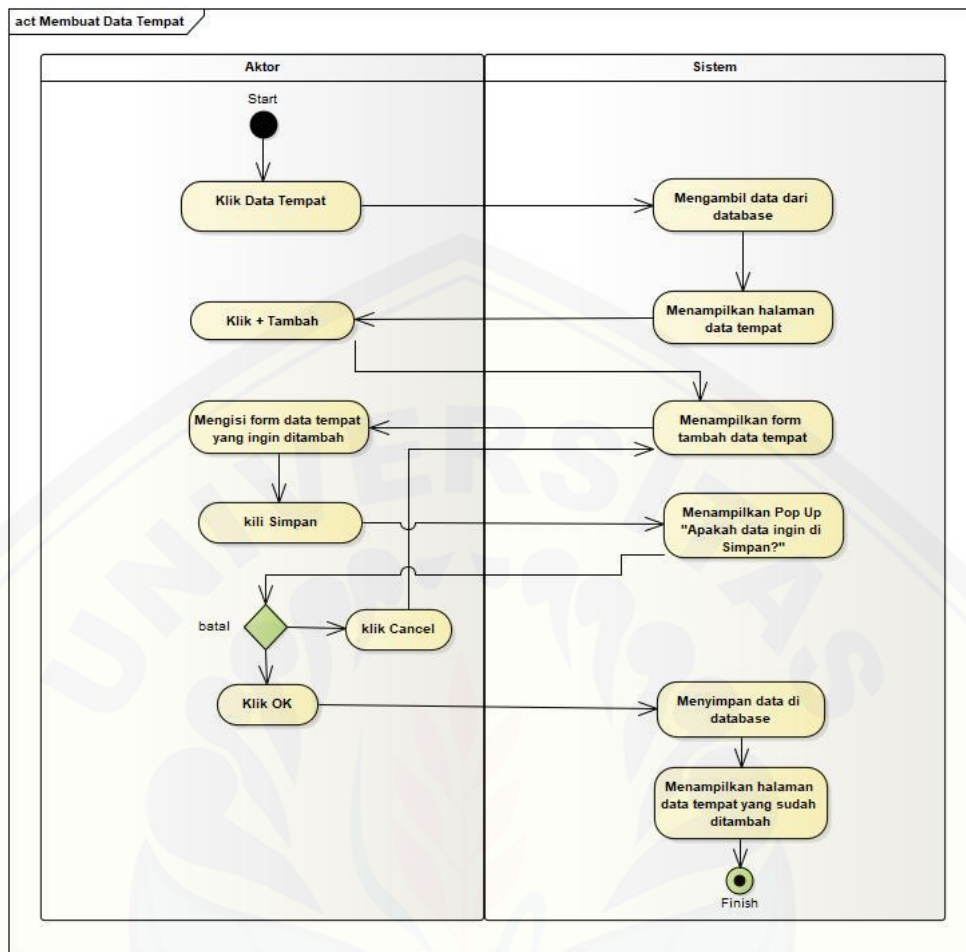 act Membuat Data Tempat
Aktor
Sistem
Start
Klik Data Tempat
Mengambil data dari
database
Menampilkan halaman
data tempat
Klik + Tambah
Menampilkan form
tambah data tempat
Mengisi form data tempat
yang ingin ditambah
kili Simpan
Menampilkan Pop Up
"Apakah data ingin di
Simpan?"
batal
klik Cancel
Klik OK
Menyimpan data di
database
Menampilkan halaman
data tempat yang sudah
ditambah
Finish
UNIVERSITAS